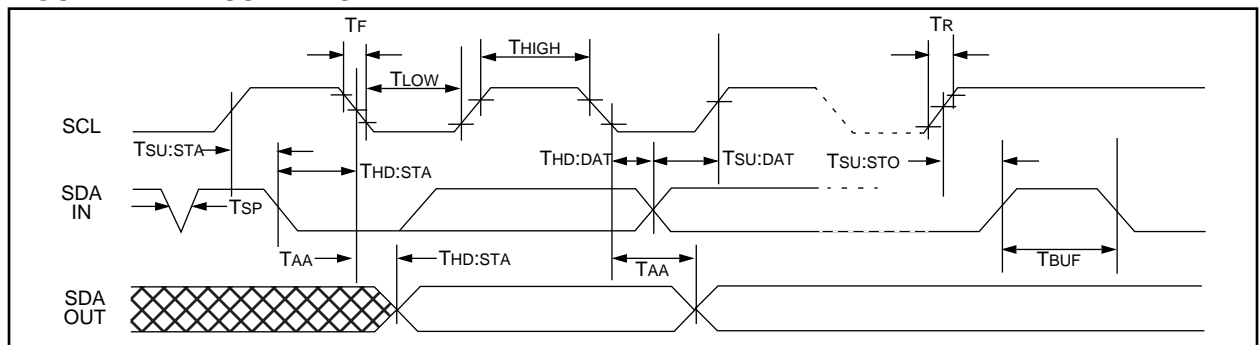 TF
TR
THIGH
TLOW
SCL
TSU:STA
THD:STA
THD:DAT
TSU:DAT
TSU:STO
SDA
IN
TSP
TAA
THD:STA
TAA
TBUF
SDA
OUT